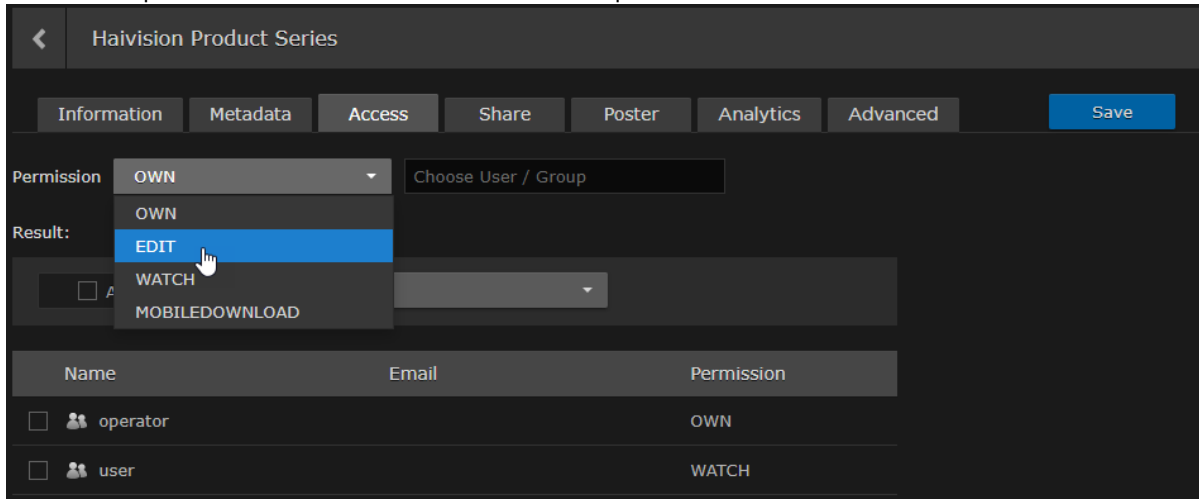 Haivision Product Series
Information Metadata Access Share Poster Analytics Advanced Save
Permission OWN Choose User / Group
OWN
Result:
EDIT
WATCH
MOBILEDOWNLOAD
Name Email Permission
operator OWN
user WATCH